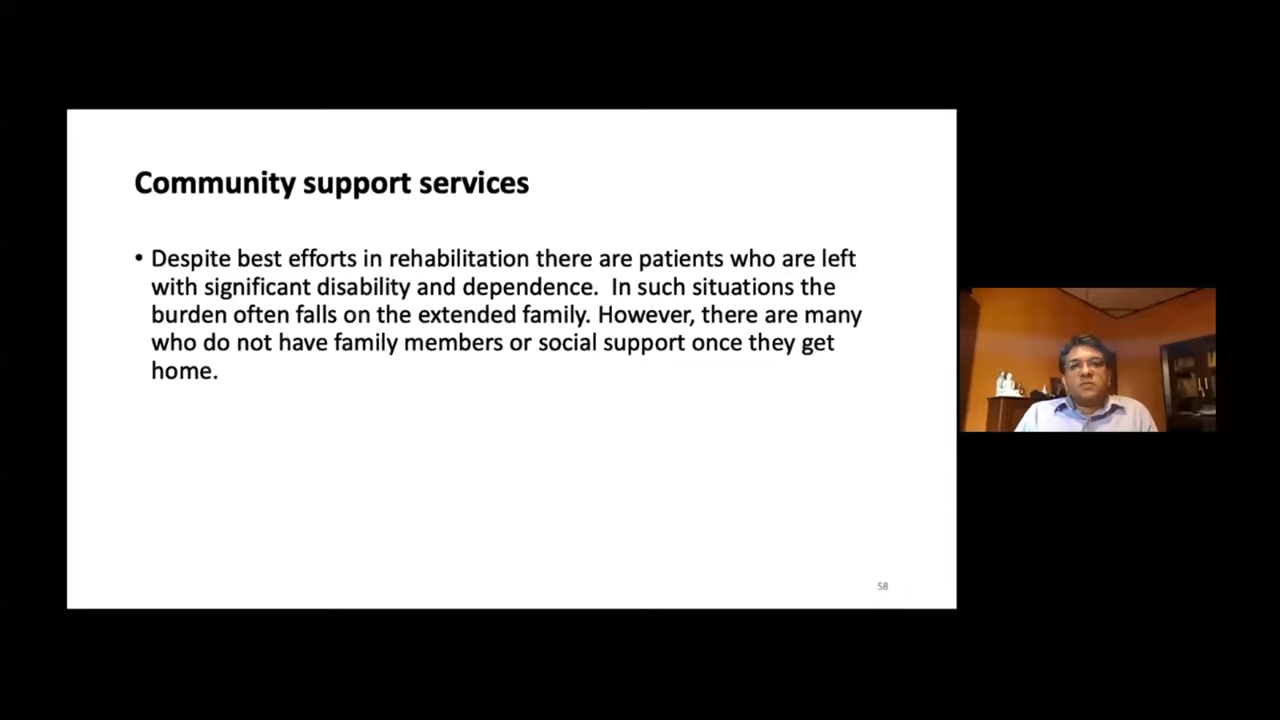 Community support services
• Despite best efforts in rehabilitation there are patients who are left
with significant disability and dependence.  In such situations the
burden often falls on the extended family. However, there are many
who do not have family members or social support once they get
home.
58